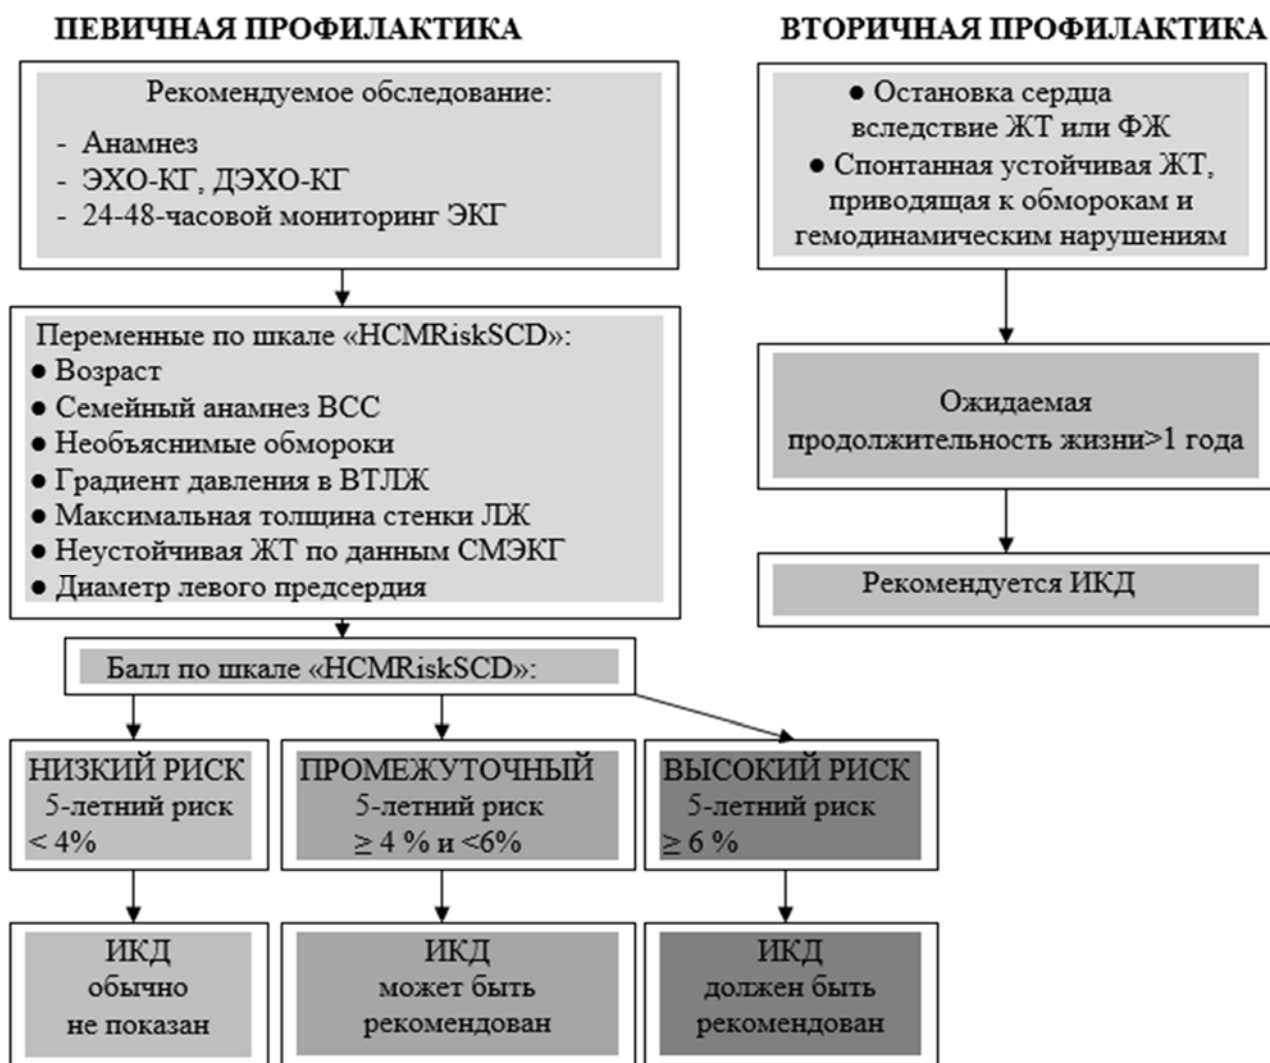 ПЕВИЧНАЯ ПРОФИЛАКТИКА
Рекомендуемое обследование:
- Анамнез
- ЭХО-КГ, ДЭХО-КГ
- 24-48-часовой мониторинг ЭКГ
Переменные по шкале «HCMRiskSCD»:
● Возраст
● Семейный анамнез ВСС
● Необъяснимые обмороки
● Градиент давления в ВТЛЖ
● Максимальная толщина стенки ЛЖ
● Неустойчивая ЖТ по данным СМЭКГ
● Диаметр левого предсердия
Балл по шкале «HCMRiskSCD»:
НИЗКИЙ РИСК
5-летний риск
< 4%
ПРОМЕЖУТОЧНЫЙ
5-летний риск
≥ 4 % и <6%
ВЫСОКИЙ РИСК
5-летний риск
≥ 6 %
ИКД
обычно
не показан
ИКД
может быть
рекомендован
ИКД
должен быть
рекомендован
ВТОРИЧНАЯ ПРОФИЛАКТИКА
● Остановка сердца
вследствие ЖТ или ФЖ
● Спонтанная устойчивая ЖТ,
приводящая к обморокам и
гемодинамическим нарушениям
Ожидаемая
продолжительность жизни>1 года
Рекомендуется ИКД